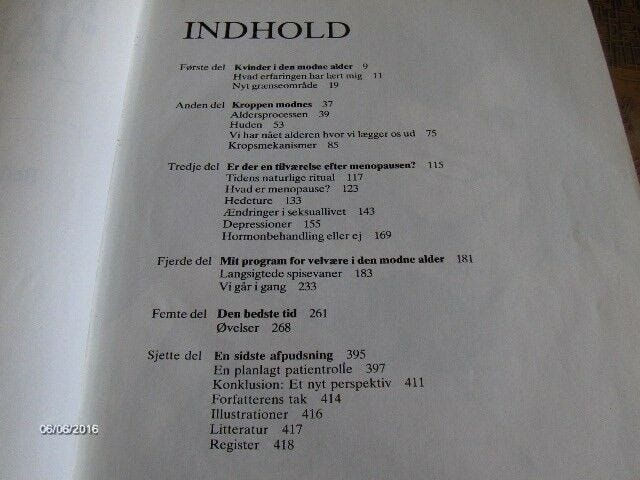 INDHOLD
Første del Kvinder i den modne alder 9
Hvad erfaringen har lært mig 11
Nyt grænseområde 19
Anden del Kroppen modnes 37
Aldersprocessen 39
Huden 53
Vi har nået alderen hvor vi lægger os ud 75
Kropsmekanismer 85
Tredje del Er der en tilværelse efter menopausen? 115
Tidens naturlige ritual 117
Hvad er menopause? 123
Hedeture 133
Ændringer i seksuallivet 143
Depressioner 155
Hormonbehandling eller ej 169
Fjerde del Mit program for velvære i den modne alder 181
Langsigtede spisevaner 183
Vi går i gang 233
Femte del Den bedste tid 261
Øvelser 268
Sjette del En sidste afpudsning 395
En planlagt patientrolle 397
Konklusion: Et nyt perspektiv 411
Forfatterens tak 414
Illustrationer 416
Litteratur 417
Register 418
06/06/2016